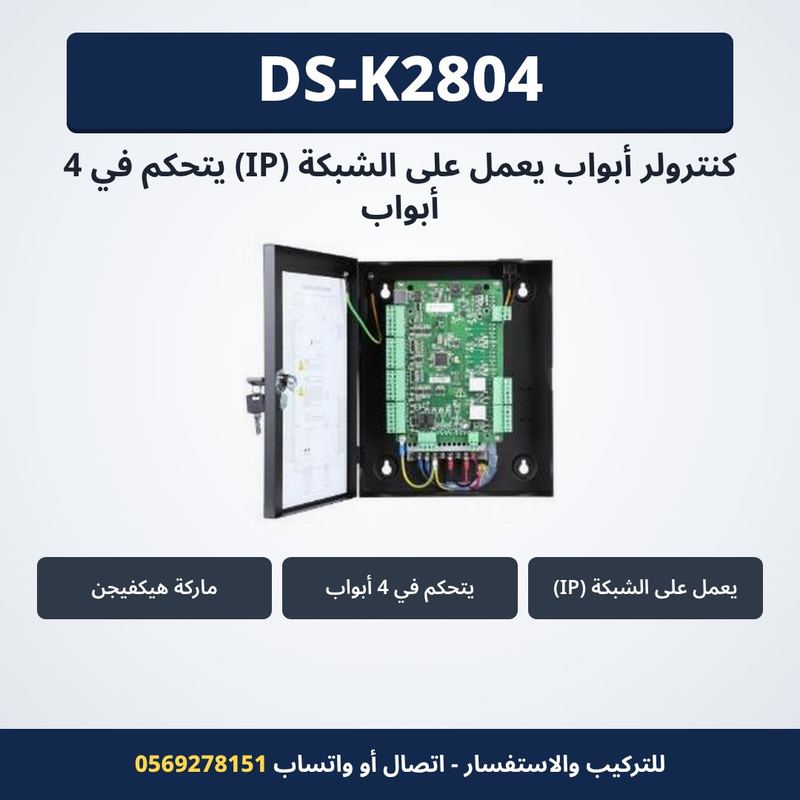 DS-K2804
كنترولر أبواب يعمل على الشبكة (IP) يتحكم في 4
أبواب
يعمل على الشبكة (IP)
يتحكم في 4 أبواب
ماركة هيكفيجن
للتركيب والاستفسار - اتصال أو واتساب 0569278151